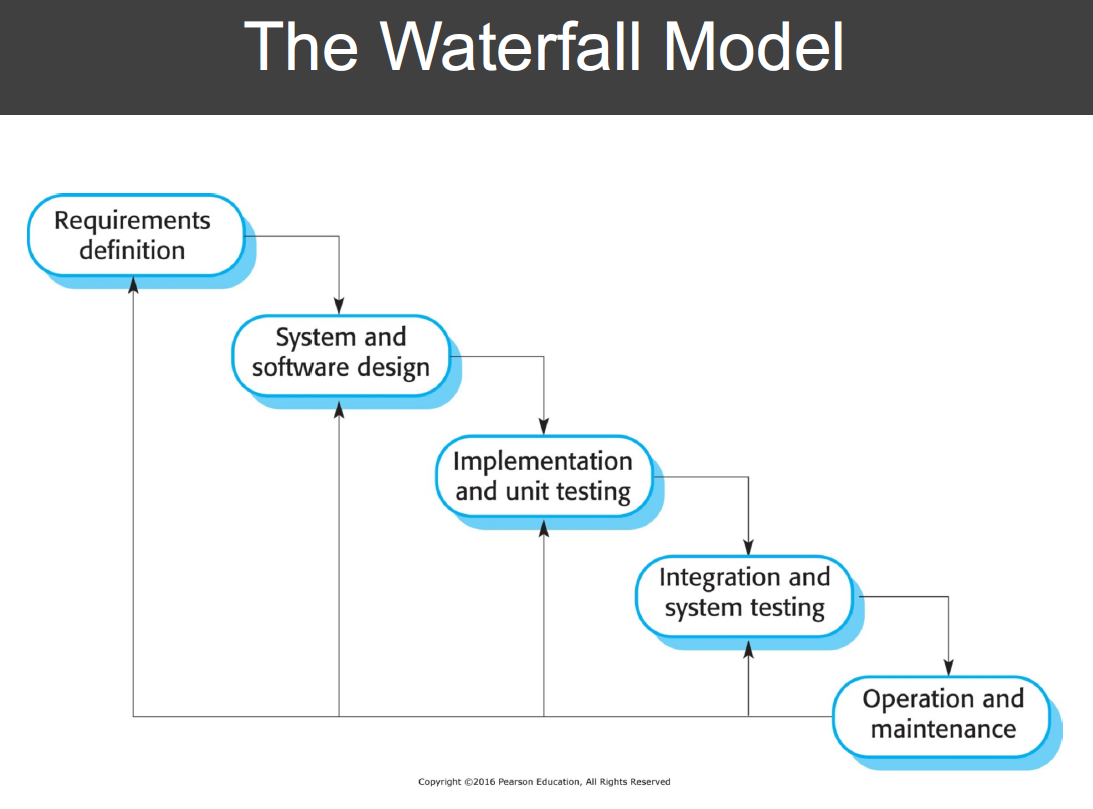 The Waterfall Model
Requirements
definition
System and
software design
Implementation
and unit testing
Integration and
system testing
Operation and
maintenance
Copyright ©2016 Pearson Education, All Rights Reserved